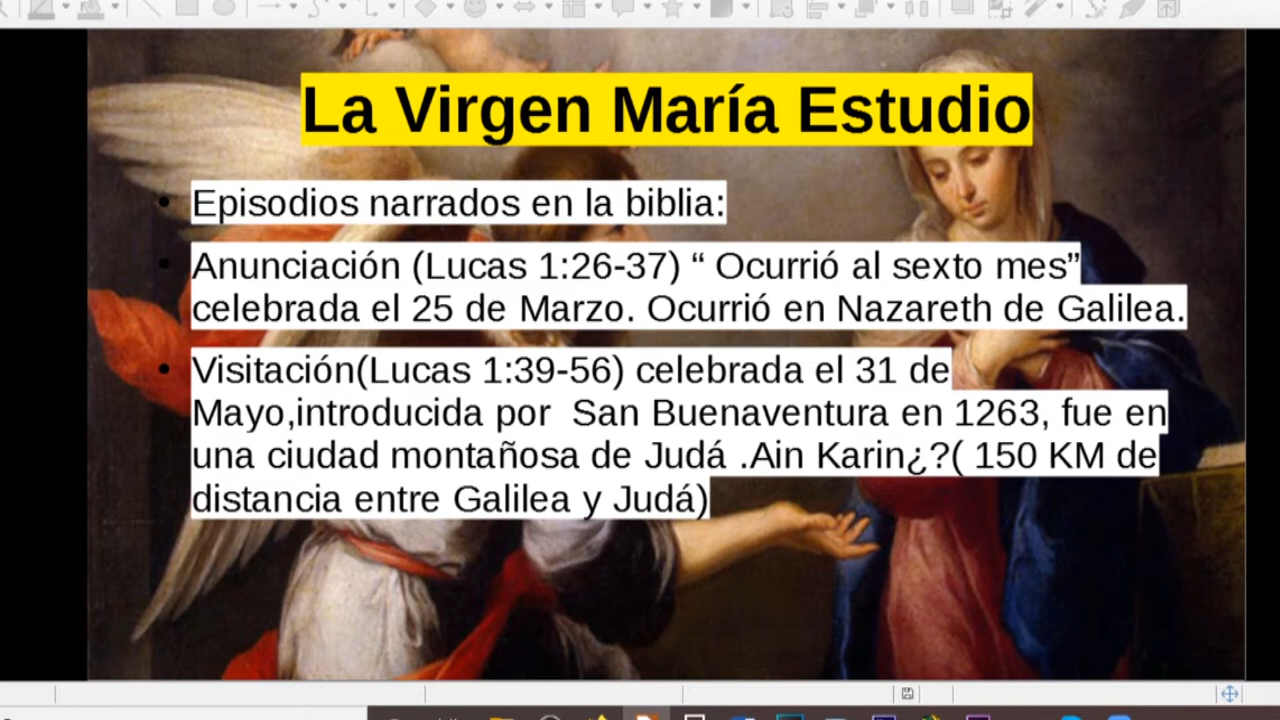 La Virgen María Estudio
Episodios narrados en la biblia:
Anunciación (Lucas 1:26-37) “ Ocurrió al sexto mes”
celebrada el 25 de Marzo. Ocurrió en Nazareth de Galilea.
Visitación(Lucas 1:39-56) celebrada el 31 de
Mayo,introducida por  San Buenaventura en 1263, fue en
una ciudad montañosa de Judá .Ain Karin¿?( 150 KM de
distancia entre Galilea y Judá)